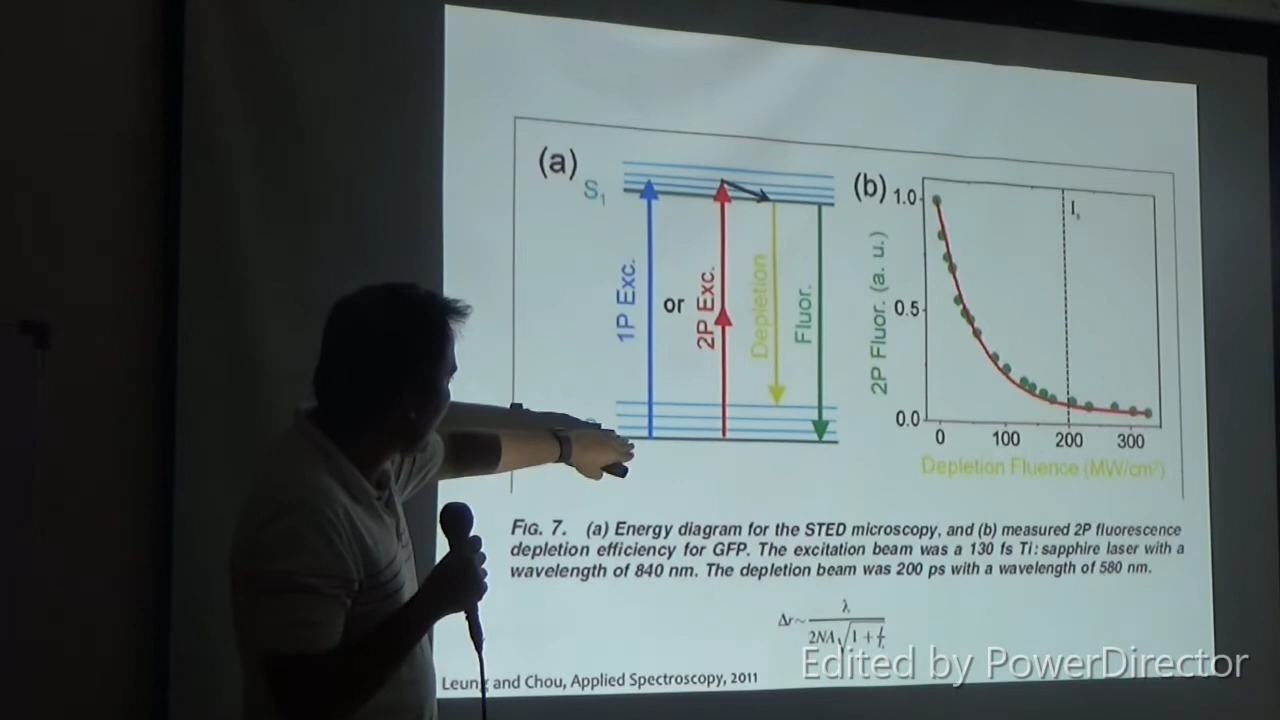 (a)
S₁
1P Exc.
or
2P Exc.
Depletion
Fluor.
(b)
2P Fluor. (a. u.)
1.0
0.5
0.0
Iₛ
0
100
200
300
Depletion Fluence (MW/cm²)
FIG. 7. (a) Energy diagram for the STED microscopy, and (b) measured 2P fluorescence
depletion efficiency for GFP. The excitation beam was a 130 fs Ti:sapphire laser with a
wavelength of 840 nm. The depletion beam was 200 ps with a wavelength of 580 nm.
Δr~ λ
2NA√1 +
Leung and Chou, Applied Spectroscopy, 2011
Edited by PowerDirector